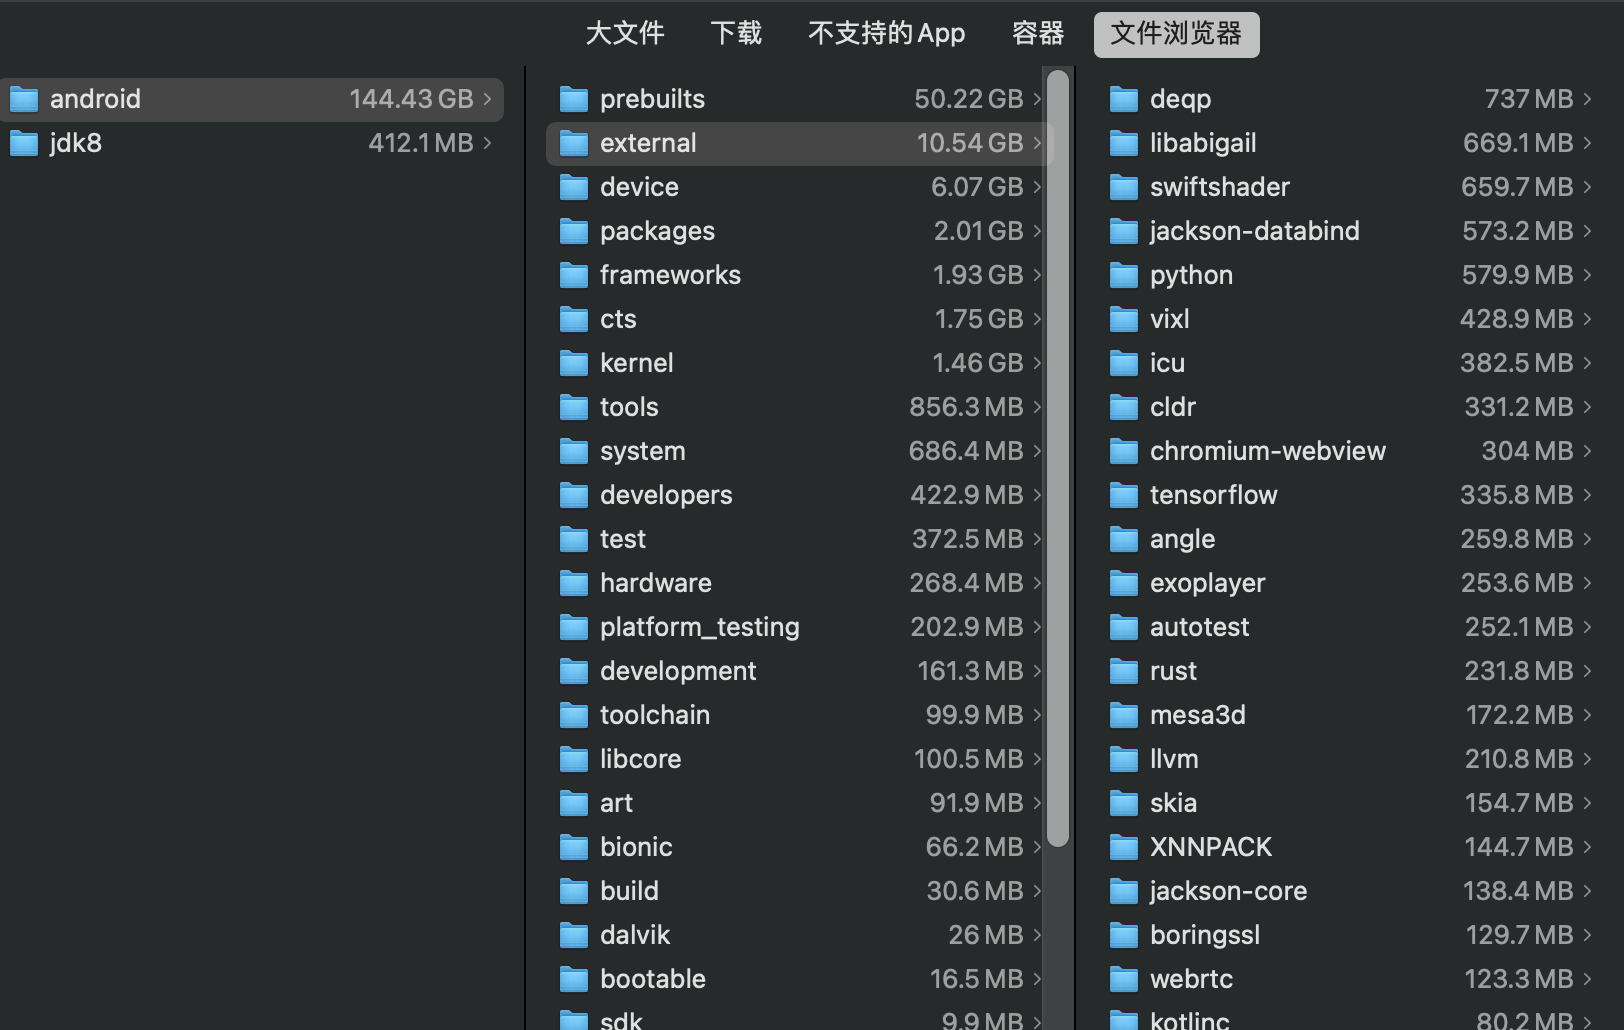 大文件 下载 不支持的App 容器 文件浏览器
android 144.43 GB
jdk8 412.1 MB
prebuilts 50.22 GB
external 10.54 GB
device 6.07 GB
packages 2.01 GB
frameworks 1.93 GB
cts 1.75 GB
kernel 1.46 GB
tools 856.3 MB
system 686.4 MB
developers 422.9 MB
test 372.5 MB
hardware 268.4 MB
platform_testing 202.9 MB
development 161.3 MB
toolchain 99.9 MB
libcore 100.5 MB
art 91.9 MB
bionic 66.2 MB
build 30.6 MB
dalvik 26 MB
bootable 16.5 MB
sdk 9.9 MB
deqp 737 MB
libabigail 669.1 MB
swiftshader 659.7 MB
jackson-databind 573.2 MB
python 579.9 MB
vixl 428.9 MB
icu 382.5 MB
cldr 331.2 MB
chromium-webview 304 MB
tensorflow 335.8 MB
angle 259.8 MB
exoplayer 253.6 MB
autotest 252.1 MB
rust 231.8 MB
mesa3d 172.2 MB
llvm 210.8 MB
skia 154.7 MB
XNNPACK 144.7 MB
jackson-core 138.4 MB
boringssl 129.7 MB
webrtc 123.3 MB
kotlinc 80.2 MB